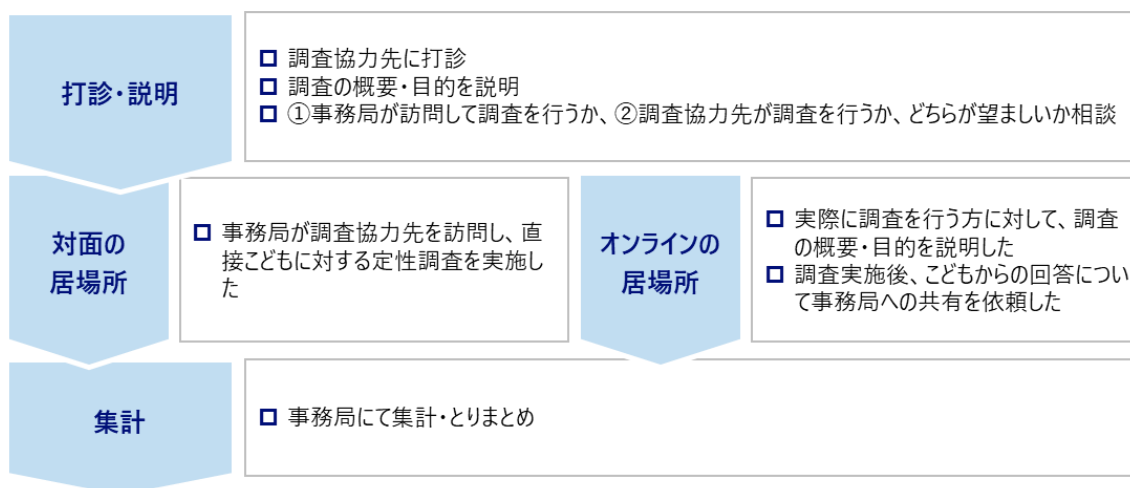 打診・説明
調査協力先に打診
調査の概要・目的を説明
①事務局が訪問して調査を行うか、②調査協力先が調査を行うか、どちらが望ましいか相談
対面の
居場所
事務局が調査協力先を訪問し、直
接こどもに対する定性調査を実施し
た
オンラインの
居場所
実際に調査を行う方に対して、調査
の概要・目的を説明した
調査実施後、こどもからの回答につい
て事務局への共有を依頼した
集計
事務局にて集計・とりまとめ